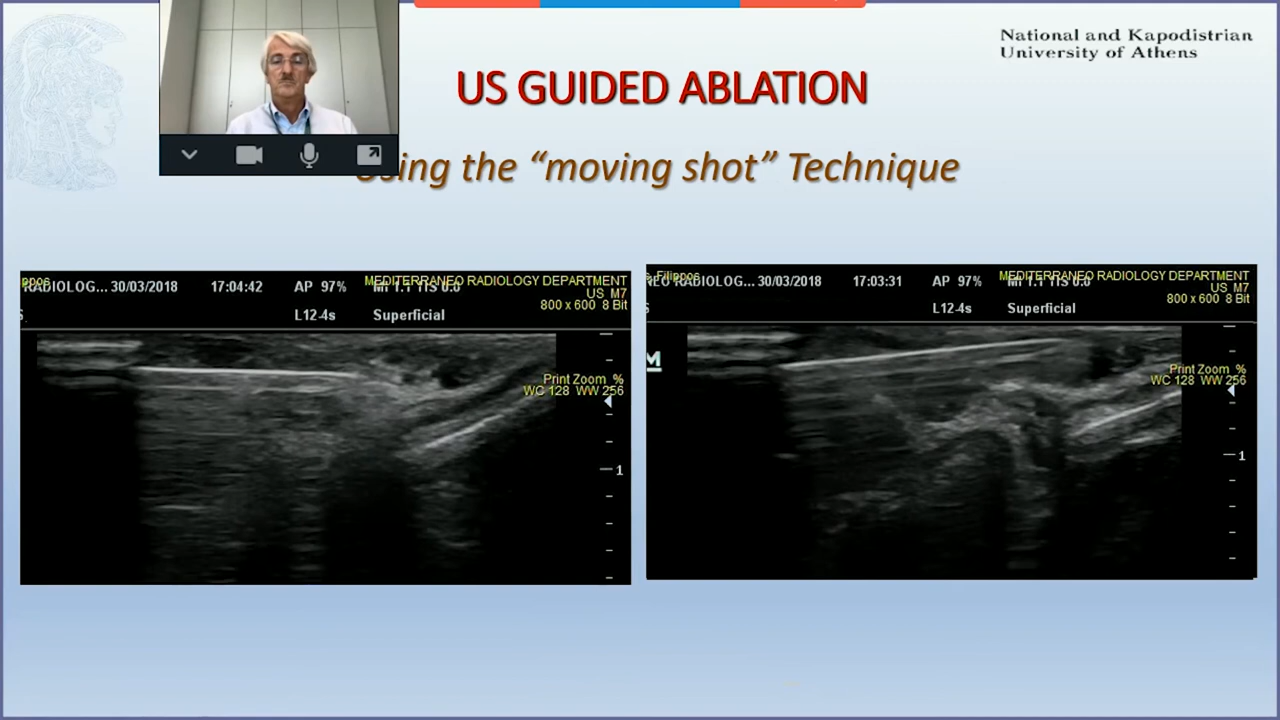 National and Kapodistrian
University of Athens
US GUIDED ABLATION
the “moving shot” Technique
RADIOLOG... 30/03/2018 17:04:42 AP 97% MI 1.1 TIS 0.0
MEDITERRANEO RADIOLOGY DEPARTMENT
US M7
800 x 600 8 Bit
L12-4s Superficial
Print Zoom %
WC 128 WW 256
1
Filippos
RADIOLOG... 30/03/2018 17:03:31 AP 97% MI 1.1 TIS 0.0
MEDITERRANEO RADIOLOGY DEPARTMENT
US M7
800 x 600 8 Bit
L12-4s Superficial
M
Print Zoom %
WC 128 WW 256
1